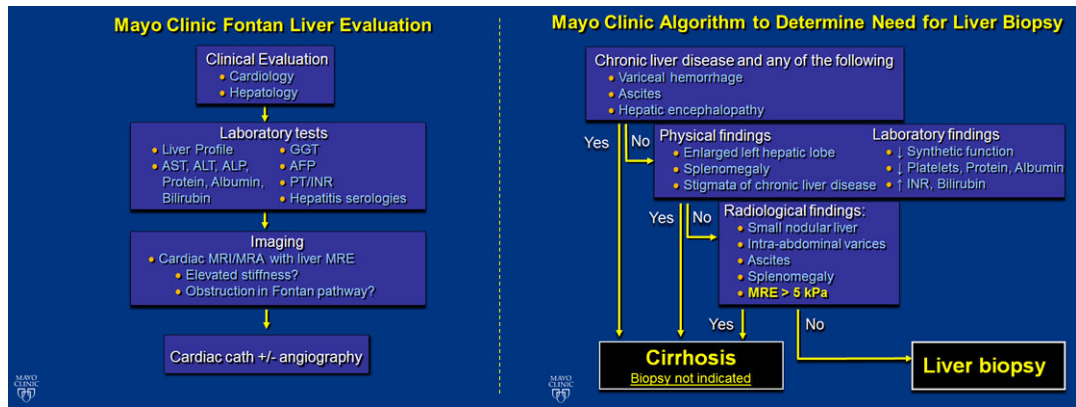 Mayo Clinic Fontan Liver Evaluation
Clinical Evaluation
Cardiology
Hepatology
Laboratory tests
Liver Profile
AST, ALT, ALP,
Protein, Albumin,
Bilirubin
GGT
AFP
PT/INR
Hepatitis serologies
Imaging
Cardiac MRI/MRA with liver MRE
Elevated stiffness?
Obstruction in Fontan pathway?
Cardiac cath +/- angiography
MAYO
CLINIC
Mayo Clinic Algorithm to Determine Need for Liver Biopsy
Chronic liver disease and any of the following
Variceal hemorrhage
Ascites
Hepatic encephalopathy
Yes
No
Physical findings
Enlarged left hepatic lobe
Splenomegaly
Stigmata of chronic liver disease
Laboratory findings
↓ Synthetic function
↓ Platelets, Protein, Albumin
↑ INR, Bilirubin
Yes
No
Radiological findings:
Small nodular liver
Intra-abdominal varices
Ascites
Splenomegaly
MRE > 5 kPa
Yes
No
Cirrhosis
Biopsy not indicated
Liver biopsy
MAYO
CLINIC